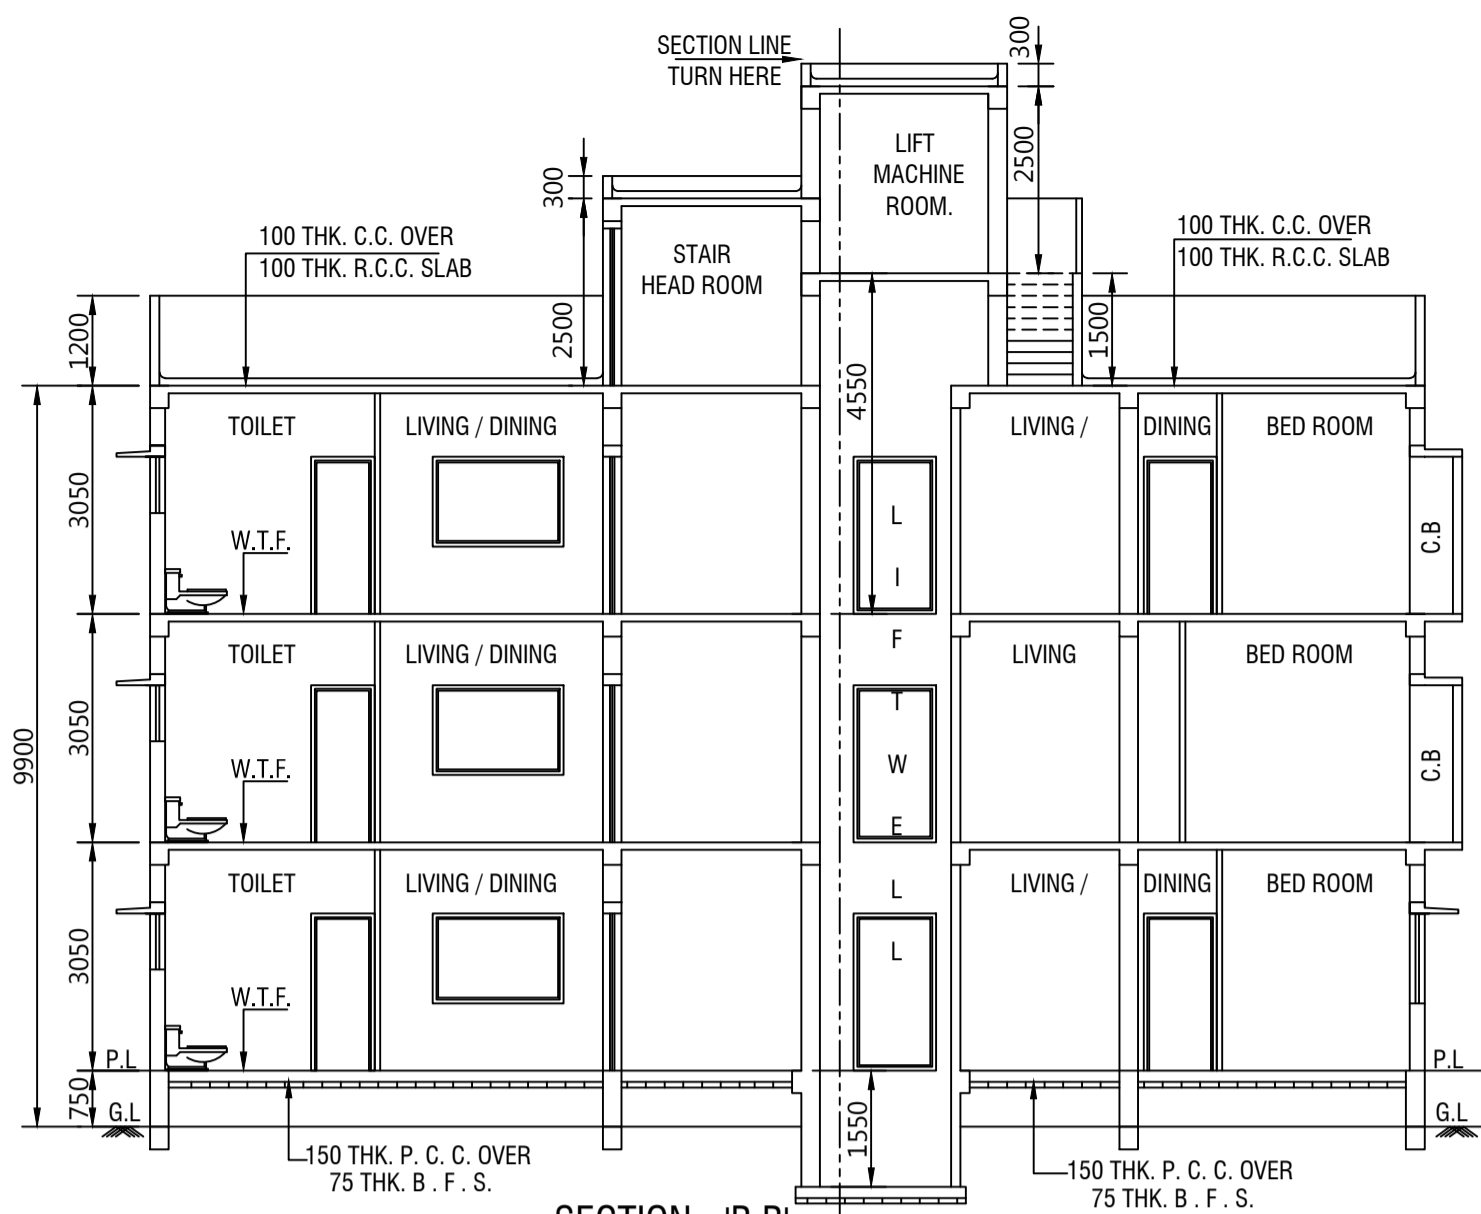 SECTION LINE
TURN HERE
300
2500
LIFT
MACHINE
ROOM.
300
2500
STAIR
HEAD ROOM
100 THK. C.C. OVER
100 THK. R.C.C. SLAB
100 THK. C.C. OVER
100 THK. R.C.C. SLAB
1200
1500
4550
9900
3050
TOILET
LIVING / DINING
LIVING /
DINING
BED ROOM
W.T.F.
C.B
3050
TOILET
LIVING / DINING
LIVING
BED ROOM
W.T.F.
C.B
3050
TOILET
LIVING / DINING
LIVING /
DINING
BED ROOM
W.T.F.
L
I
F
T
W
E
L
L
P.L
P.L
750
G.L
G.L
1550
150 THK. P. C. C. OVER
75 THK. B . F . S.
150 THK. P. C. C. OVER
75 THK. B . F . S.